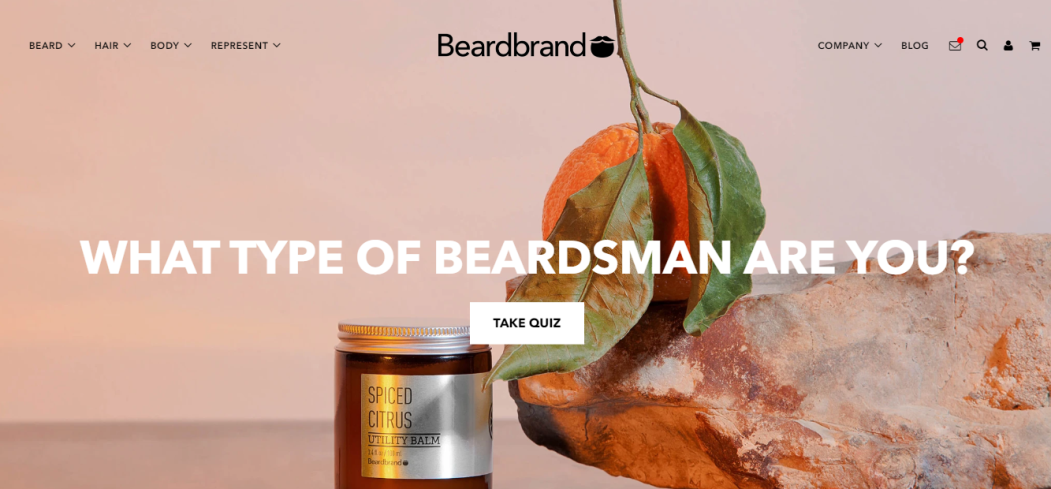 BEARD HAIR BODY REPRESENT Beardbrand COMPANY BLOG
WHAT TYPE OF BEARDSMAN ARE YOU?
TAKE QUIZ
SPICED
CITRUS
UTILITY BALM
Beardbrand